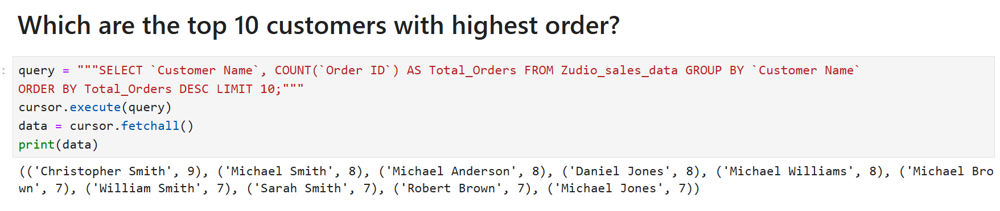 Which are the top 10 customers with highest order?
:
query = """SELECT `Customer Name`, COUNT(`Order ID`) AS Total_Orders FROM Zudio_sales_data GROUP BY `Customer Name`
ORDER BY Total_Orders DESC LIMIT 10;"""
cursor.execute(query)
data = cursor.fetchall()
print(data)
(('Christopher Smith', 9), ('Michael Smith', 8), ('Michael Anderson', 8), ('Daniel Jones', 8), ('Michael Williams', 8), ('Michael Bro
wn', 7), ('William Smith', 7), ('Sarah Smith', 7), ('Robert Brown', 7), ('Michael Jones', 7))